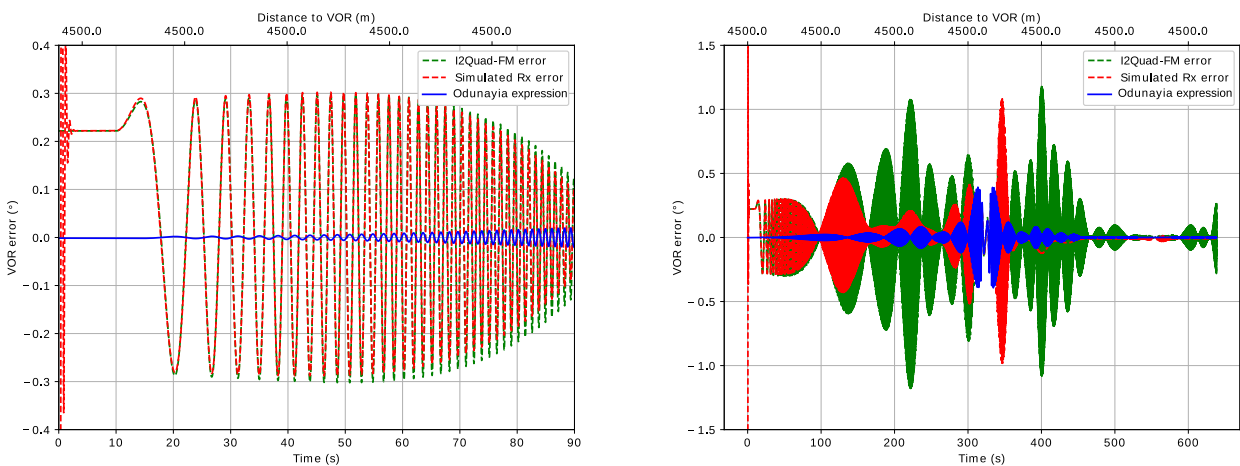 Distance to VOR (m)
4500.0 4500.0 4500.0 4500.0 4500.0
0.4
0.3
0.2
0.1
0.0
−0.1
−0.2
−0.3
−0.4
VOR error (°)
I2Quad-FM error
Simulated Rx error
Odunayia expression
0 10 20 30 40 50 60 70 80 90
Time (s)
Distance to VOR (m)
4500.0 4500.0 4500.0 4500.0 4500.0 4500.0 4500.0
1.5
1.0
0.5
0.0
−0.5
−1.0
−1.5
VOR error (°)
I2Quad-FM error
Simulated Rx error
Odunayia expression
0 100 200 300 400 500 600
Time (s)